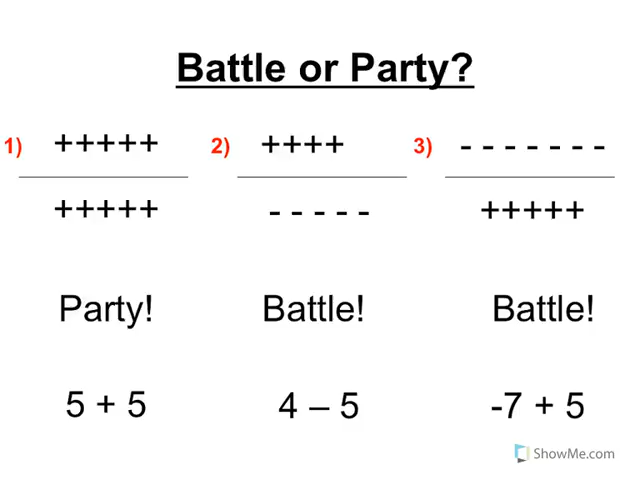 Battle or Party?
1) +++++ 2) ++++ 3) - - - - - - -
+++++ - - - - - +++++
Party! Battle! Battle!
5 + 5 4 – 5 -7 + 5
ShowMe.com